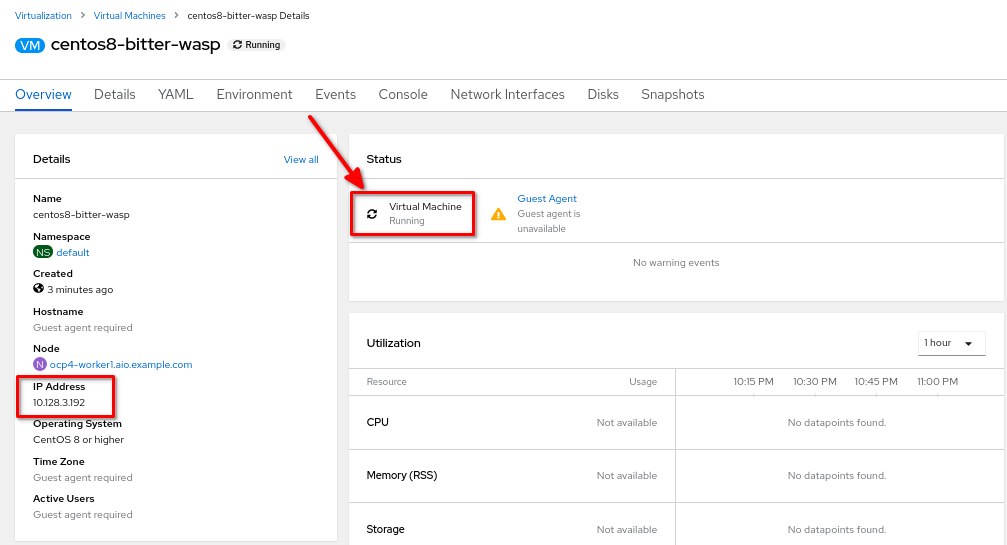 Virtualization > Virtual Machines > centos8-bitter-wasp Details
VM centos8-bitter-wasp Running
Overview Details YAML Environment Events Console Network Interfaces Disks Snapshots
Details View all
Name
centos8-bitter-wasp
Namespace
NS default
Created
3 minutes ago
Hostname
Guest agent required
Node
N ocp4-worker1.aio.example.com
IP Address
10.128.3.192
Operating System
CentOS 8 or higher
Time Zone
Guest agent required
Active Users
Guest agent required
Status
Virtual Machine
Running
Guest Agent
Guest agent is
unavailable
No warning events
Utilization 1 hour
Resource Usage 10:15 PM 10:30 PM 10:45 PM 11:00 PM
CPU Not available No datapoints found.
Memory (RSS) Not available No datapoints found.
Storage Not available No datapoints found.